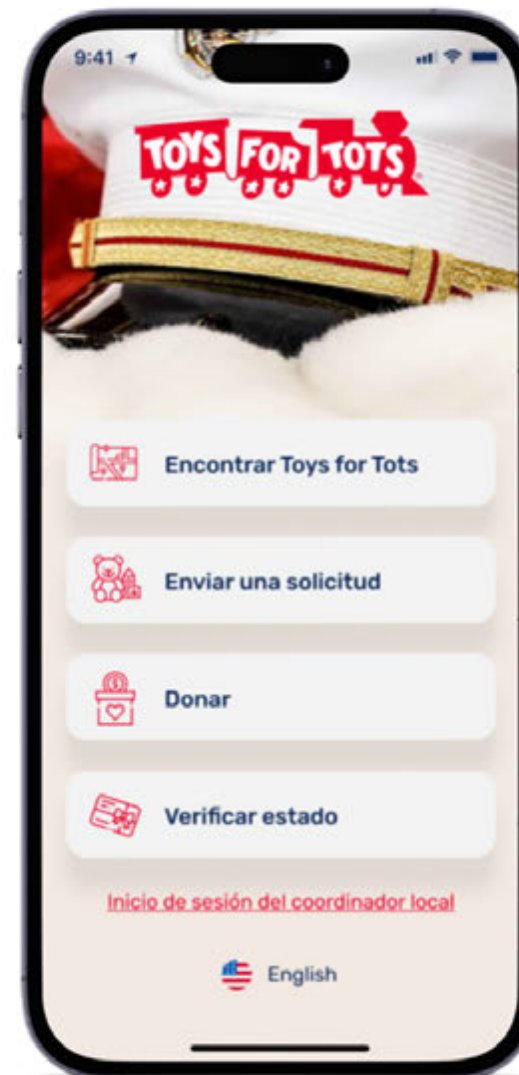 9:41
TOYS FOR TOTS
Encontrar Toys for Tots
Enviar una solicitud
Donar
Verificar estado
Inicio de sesión del coordinador local
English